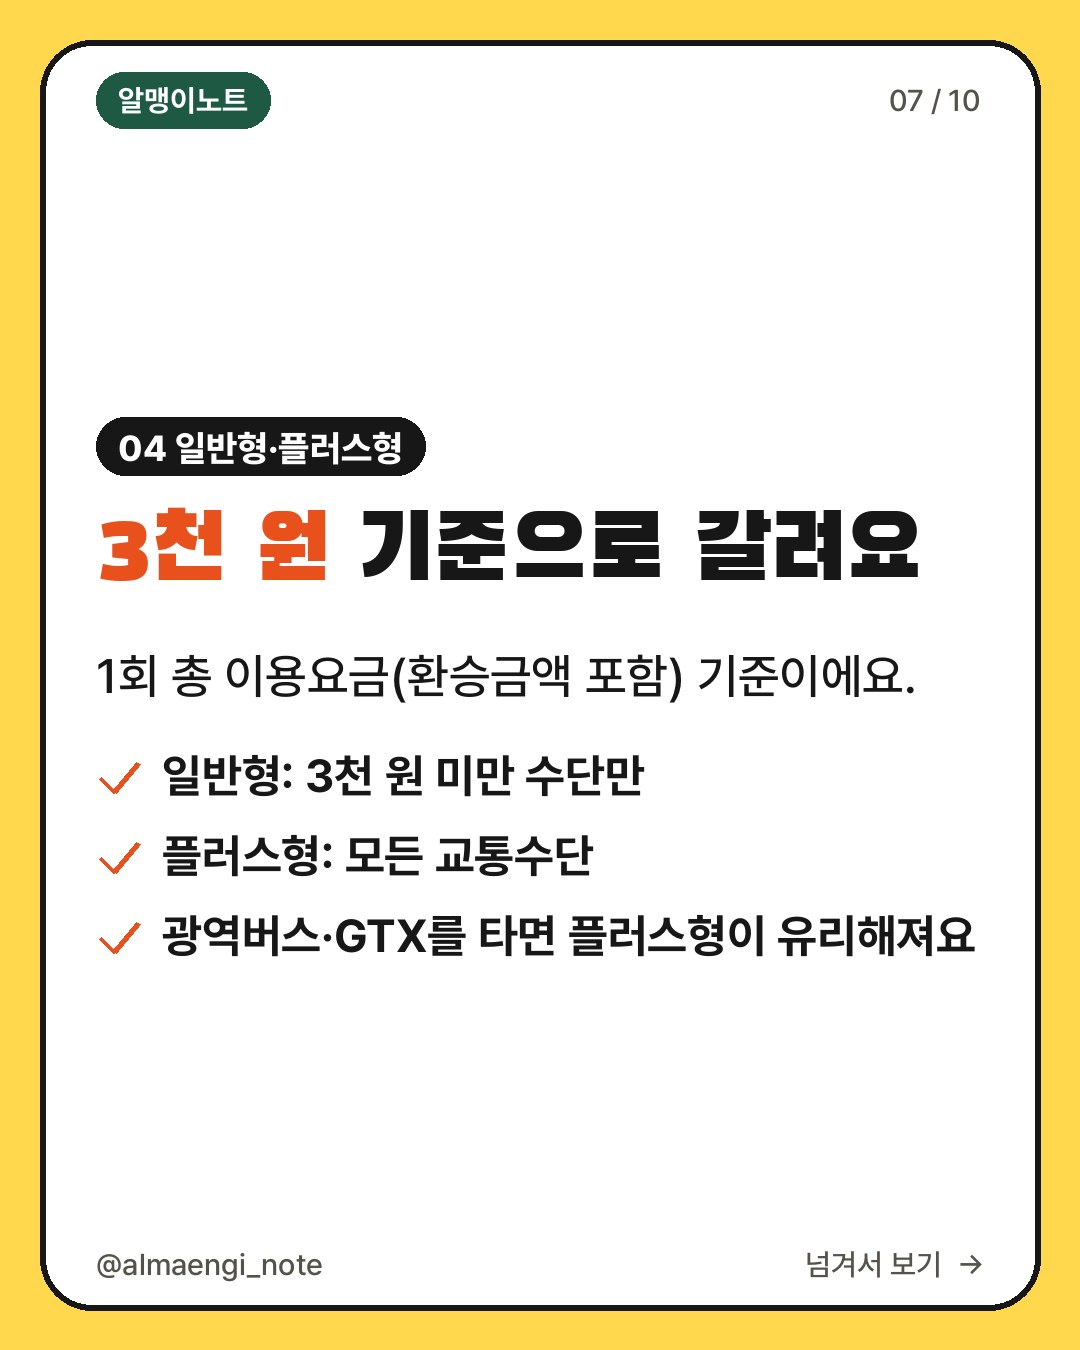 알맹이노트
07 / 10
04 일반형·플러스형
3천 원 기준으로 갈려요
1회 총 이용요금(환승금액 포함) 기준이에요.
일반형: 3천 원 미만 수단만
플러스형: 모든 교통수단
광역버스·GTX를 타면 플러스형이 유리해져요
@almaengi_note
넘겨서 보기 →